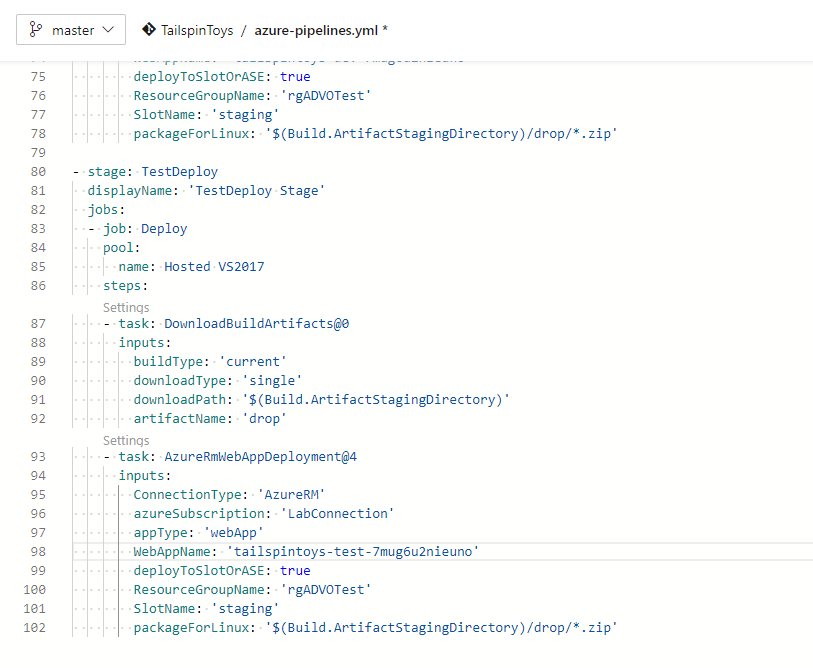 master TailspinToys / azure-pipelines.yml *
75 deployToSlotOrASE: true
76 ResourceGroupName: 'rgADVOTest'
77 SlotName: 'staging'
78 packageForLinux: '$(Build.ArtifactStagingDirectory)/drop/*.zip'
79
80 - stage: TestDeploy
81 displayName: 'TestDeploy Stage'
82 jobs:
83 - job: Deploy
84 pool:
85 name: Hosted VS2017
86 steps:
Settings
87 - task: DownloadBuildArtifacts@0
88 inputs:
89 buildType: 'current'
90 downloadType: 'single'
91 downloadPath: '$(Build.ArtifactStagingDirectory)'
92 artifactName: 'drop'
Settings
93 - task: AzureRmWebAppDeployment@4
94 inputs:
95 ConnectionType: 'AzureRM'
96 azureSubscription: 'LabConnection'
97 appType: 'webApp'
98 WebAppName: 'tailspintoys-test-7mug6u2nieuno'
99 deployToSlotOrASE: true
100 ResourceGroupName: 'rgADVOTest'
101 SlotName: 'staging'
102 packageForLinux: '$(Build.ArtifactStagingDirectory)/drop/*.zip'